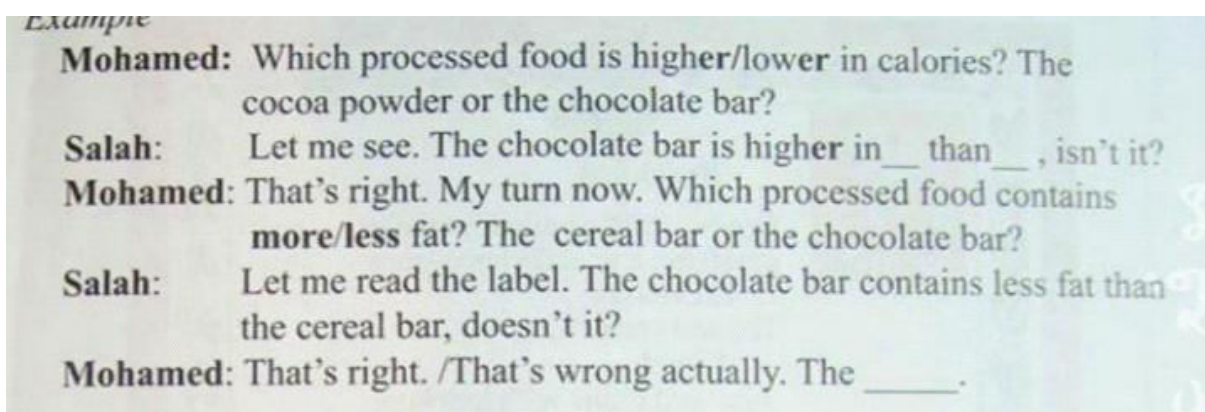 Example
Mohamed: Which processed food is higher/lower in calories? The
cocoa powder or the chocolate bar?
Salah: Let me see. The chocolate bar is higher in__ than__ , isn't it?
Mohamed: That's right. My turn now. Which processed food contains
more/less fat? The cereal bar or the chocolate bar?
Salah: Let me read the label. The chocolate bar contains less fat than
the cereal bar, doesn't it?
Mohamed: That's right. /That's wrong actually. The _____.